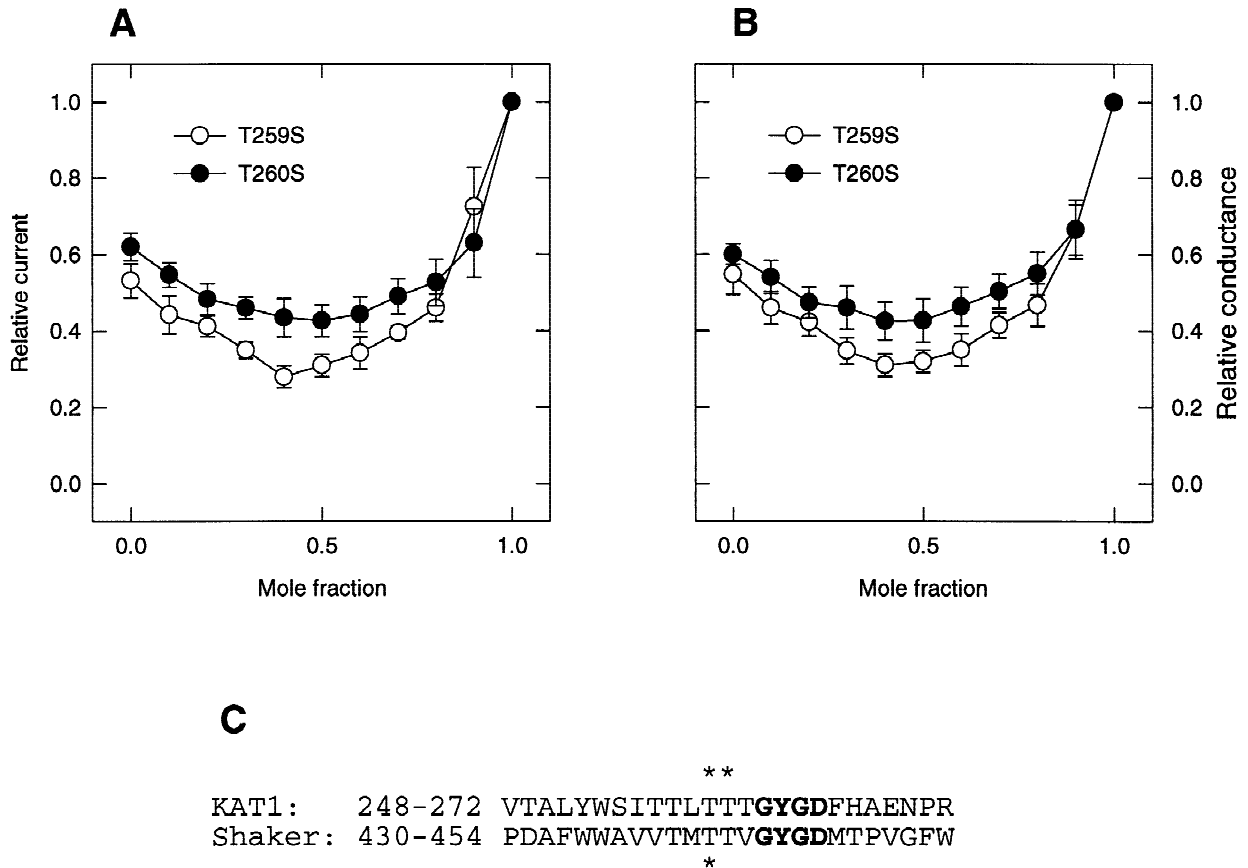 A
B
Relative current
1.0
0.8
0.6
0.4
0.2
0.0
T259S
T260S
0.0 0.5 1.0
Mole fraction
T259S
T260S
1.0
0.8
0.6
0.4
0.2
0.0
Relative conductance
0.0 0.5 1.0
Mole fraction
C
**
KAT1: 248-272 VTALYWSITTLTTTGYGDFHAENPR
Shaker: 430-454 PDAFWWAVVTMTTVGYGDMTPVGFW
*